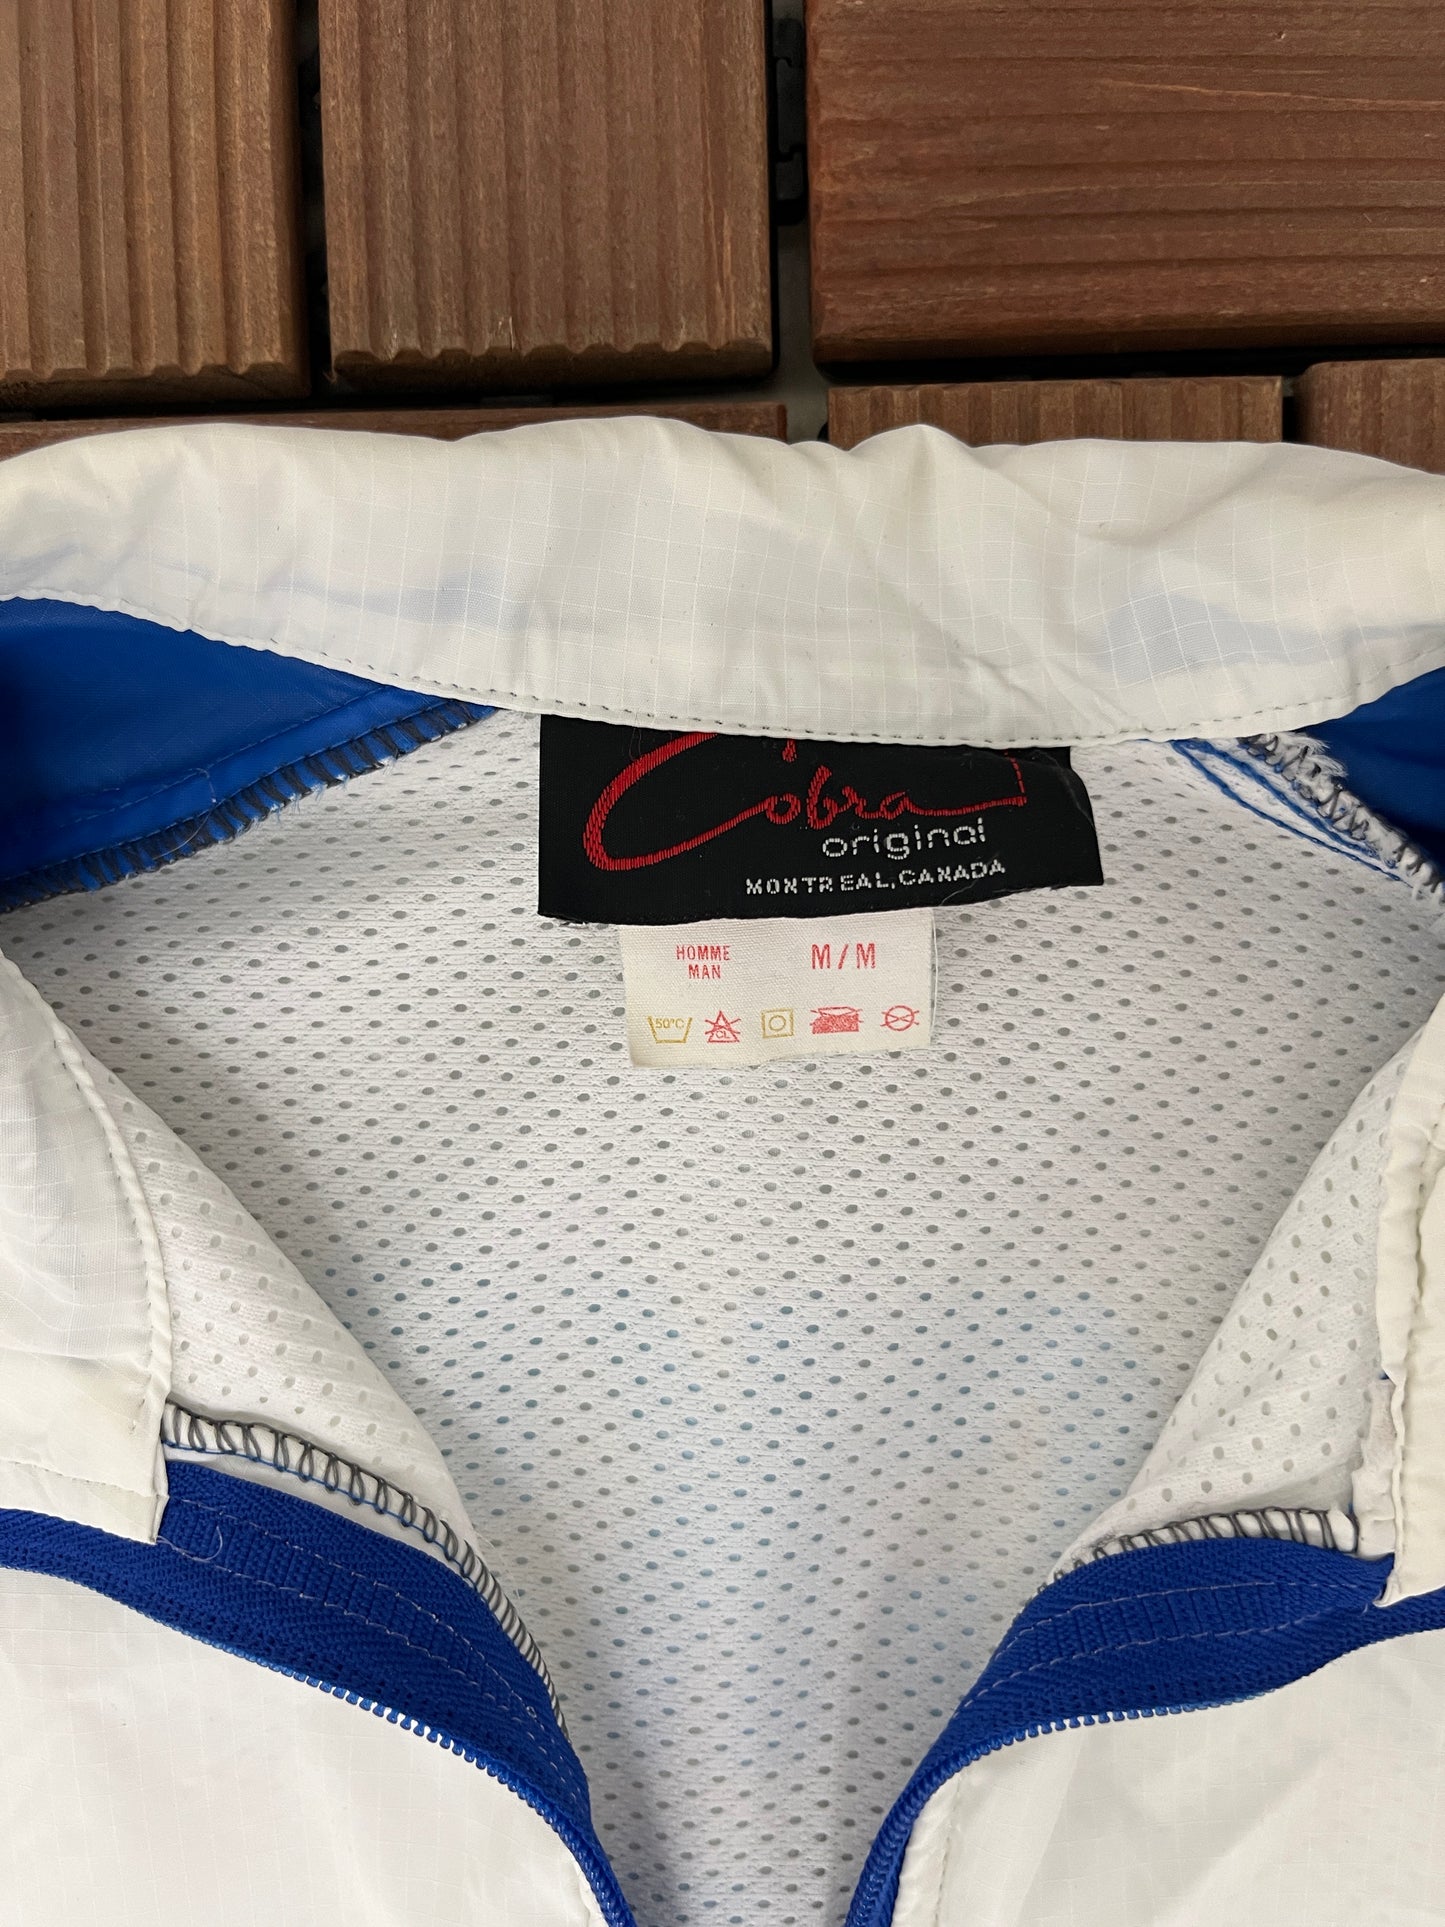 Cobra
original
MONTREAL, CANADA
HOMME M/M
MAN
50°C CL